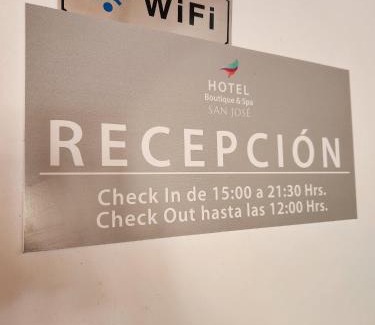 WiFi
HOTEL
Boutique & Spa
SAN JOSÉ
RECEPCIÓN
Check In de 15:00 a 21:30 Hrs.
Check Out hasta las 12:00 Hrs.